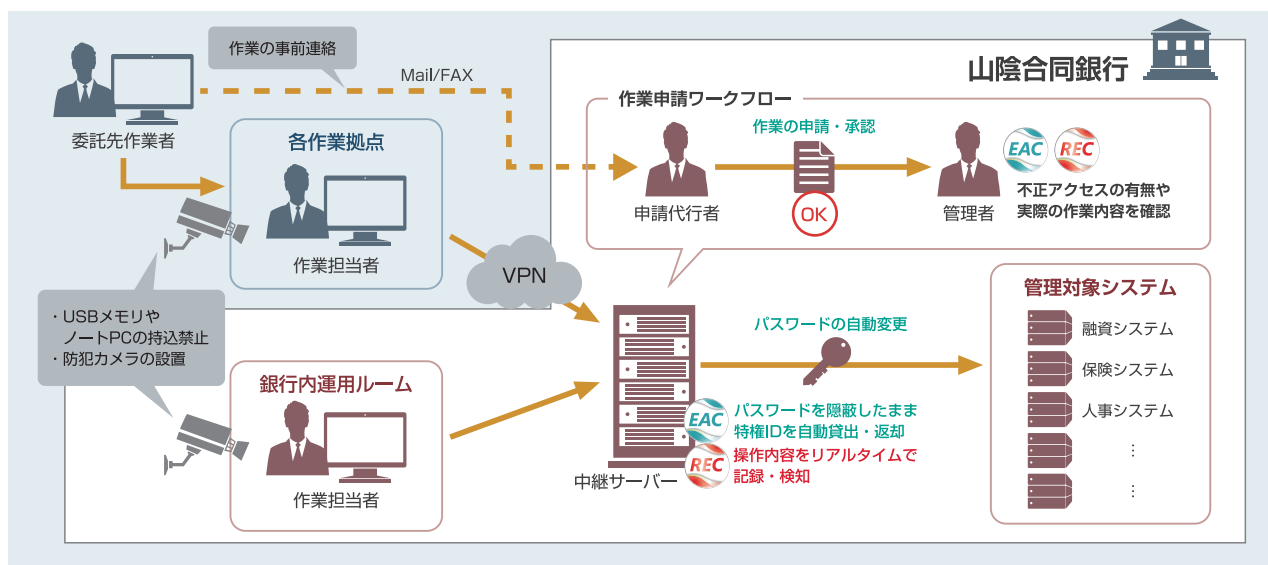 作業の事前連絡
Mail/FAX
委託先作業者
各作業拠点
作業担当者
・USBメモリや
ノートPCの持込禁止
・防犯カメラの設置
銀行内運用ルーム
作業担当者
VPN
山陰合同銀行
作業申請ワークフロー
申請代行者
作業の申請・承認
OK
管理者
EAC
REC
不正アクセスの有無や
実際の作業内容を確認
中継サーバー
パスワードの自動変更
EAC
パスワードを隠蔽したまま
特権IDを自動貸出・返却
REC
操作内容をリアルタイムで
記録・検知
管理対象システム
融資システム
保険システム
人事システム
⋮
⋮